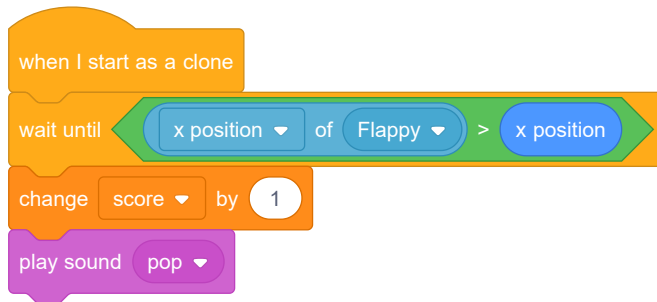 when I start as a clone
wait until x position of Flappy > x position
change score by 1
play sound pop